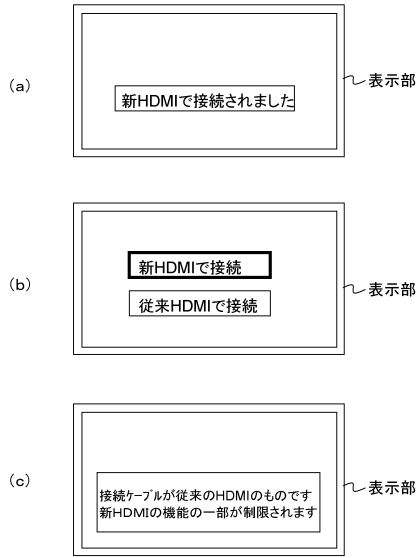 (a)
新HDMIで接続されました
表示部
(b)
新HDMIで接続
従来HDMIで接続
表示部
(c)
接続ｹｰﾌﾞﾙが従来のHDMIのものです
新HDMIの機能の一部が制限されます
表示部